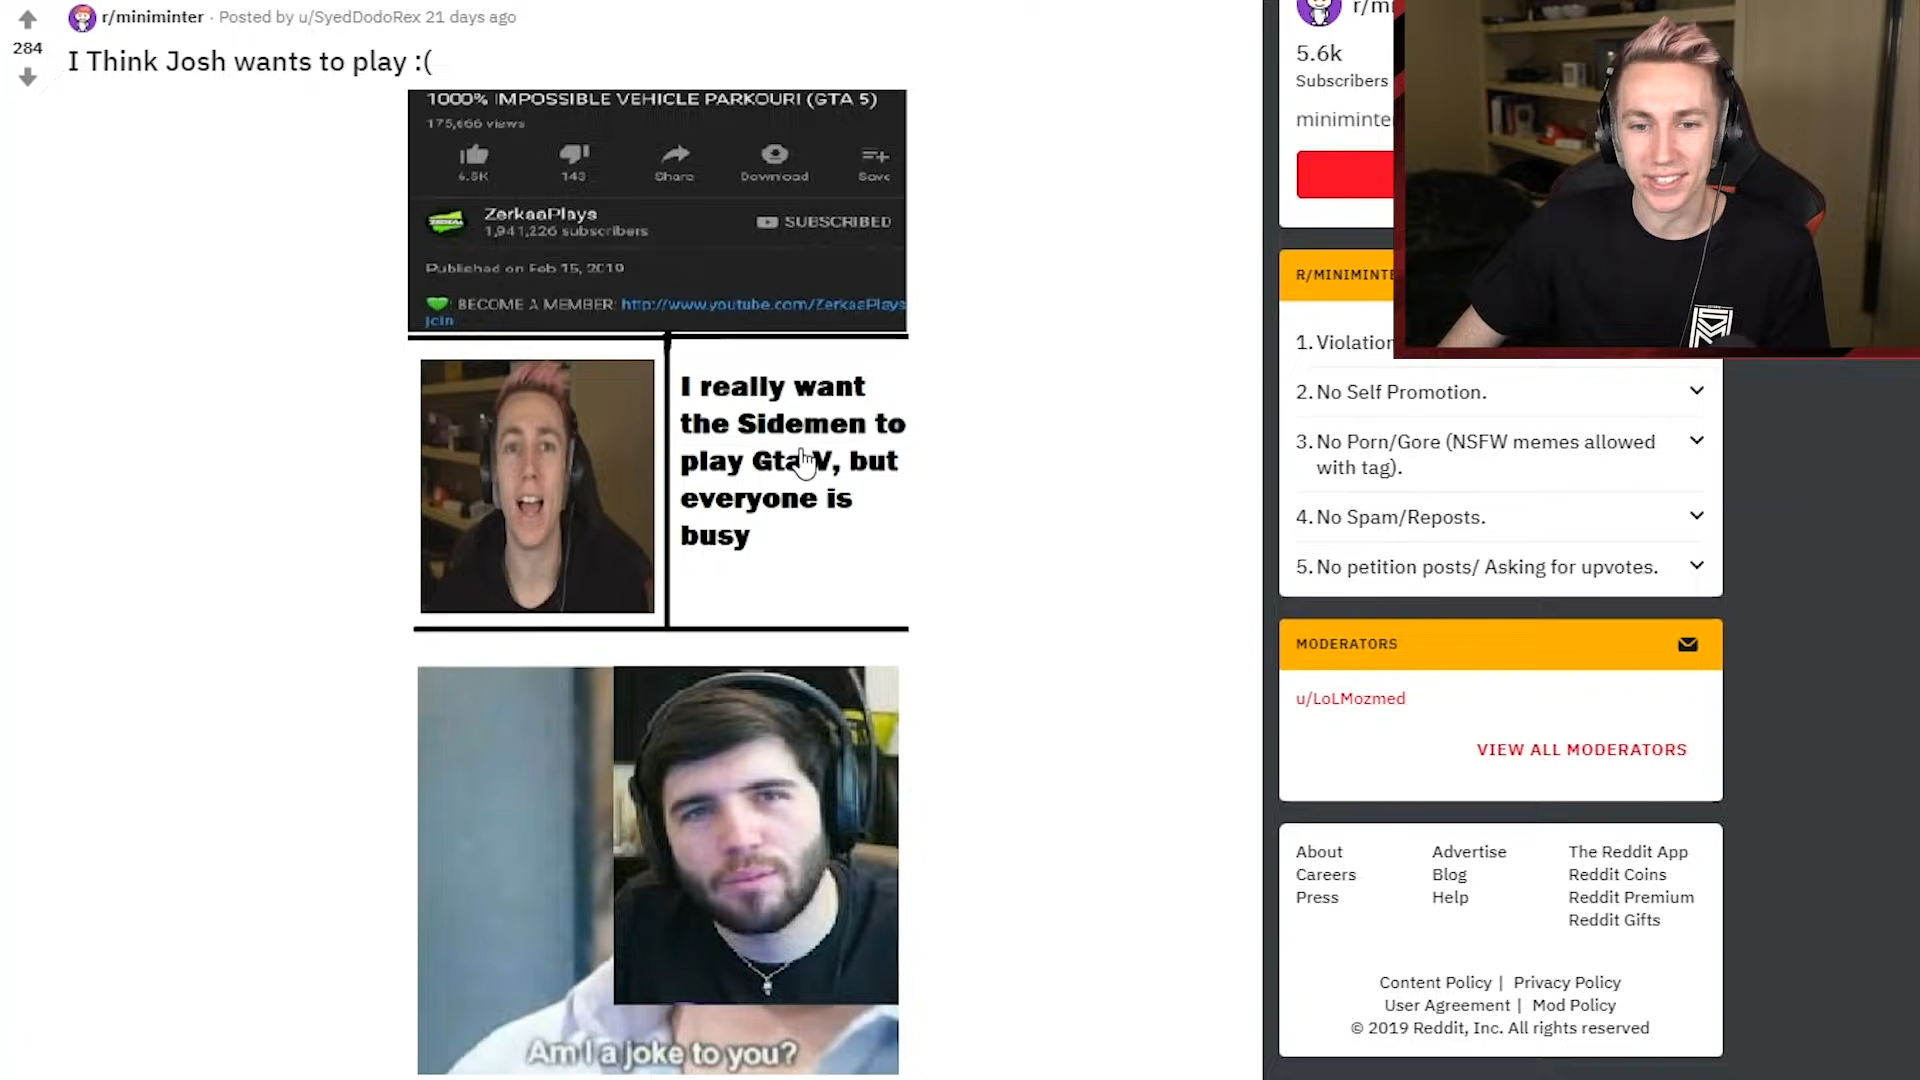 r/miniminter · Posted by u/SyedDodoRex 21 days ago
284
I Think Josh wants to play :(
1000% IMPOSSIBLE VEHICLE PARKOUR! (GTA 5)
175,666 views
6.5K 143 Share Download Save
ZerkaaPlays
1,941,226 subscribers
SUBSCRIBED
Published on Feb 15, 2019
BECOME A MEMBER: http://www.youtube.com/ZerkaaPlays
join
I really want
the Sidemen to
play Gta V, but
everyone is
busy
Am I a joke to you?
5.6k
Subscribers
1. Violation
2. No Self Promotion.
3. No Porn/Gore (NSFW memes allowed
with tag).
4. No Spam/Reposts.
5. No petition posts/ Asking for upvotes.
MODERATORS
u/LoLMozmed
VIEW ALL MODERATORS
About Advertise The Reddit App
Careers Blog Reddit Coins
Press Help Reddit Premium
Reddit Gifts
Content Policy | Privacy Policy
User Agreement | Mod Policy
© 2019 Reddit, Inc. All rights reserved